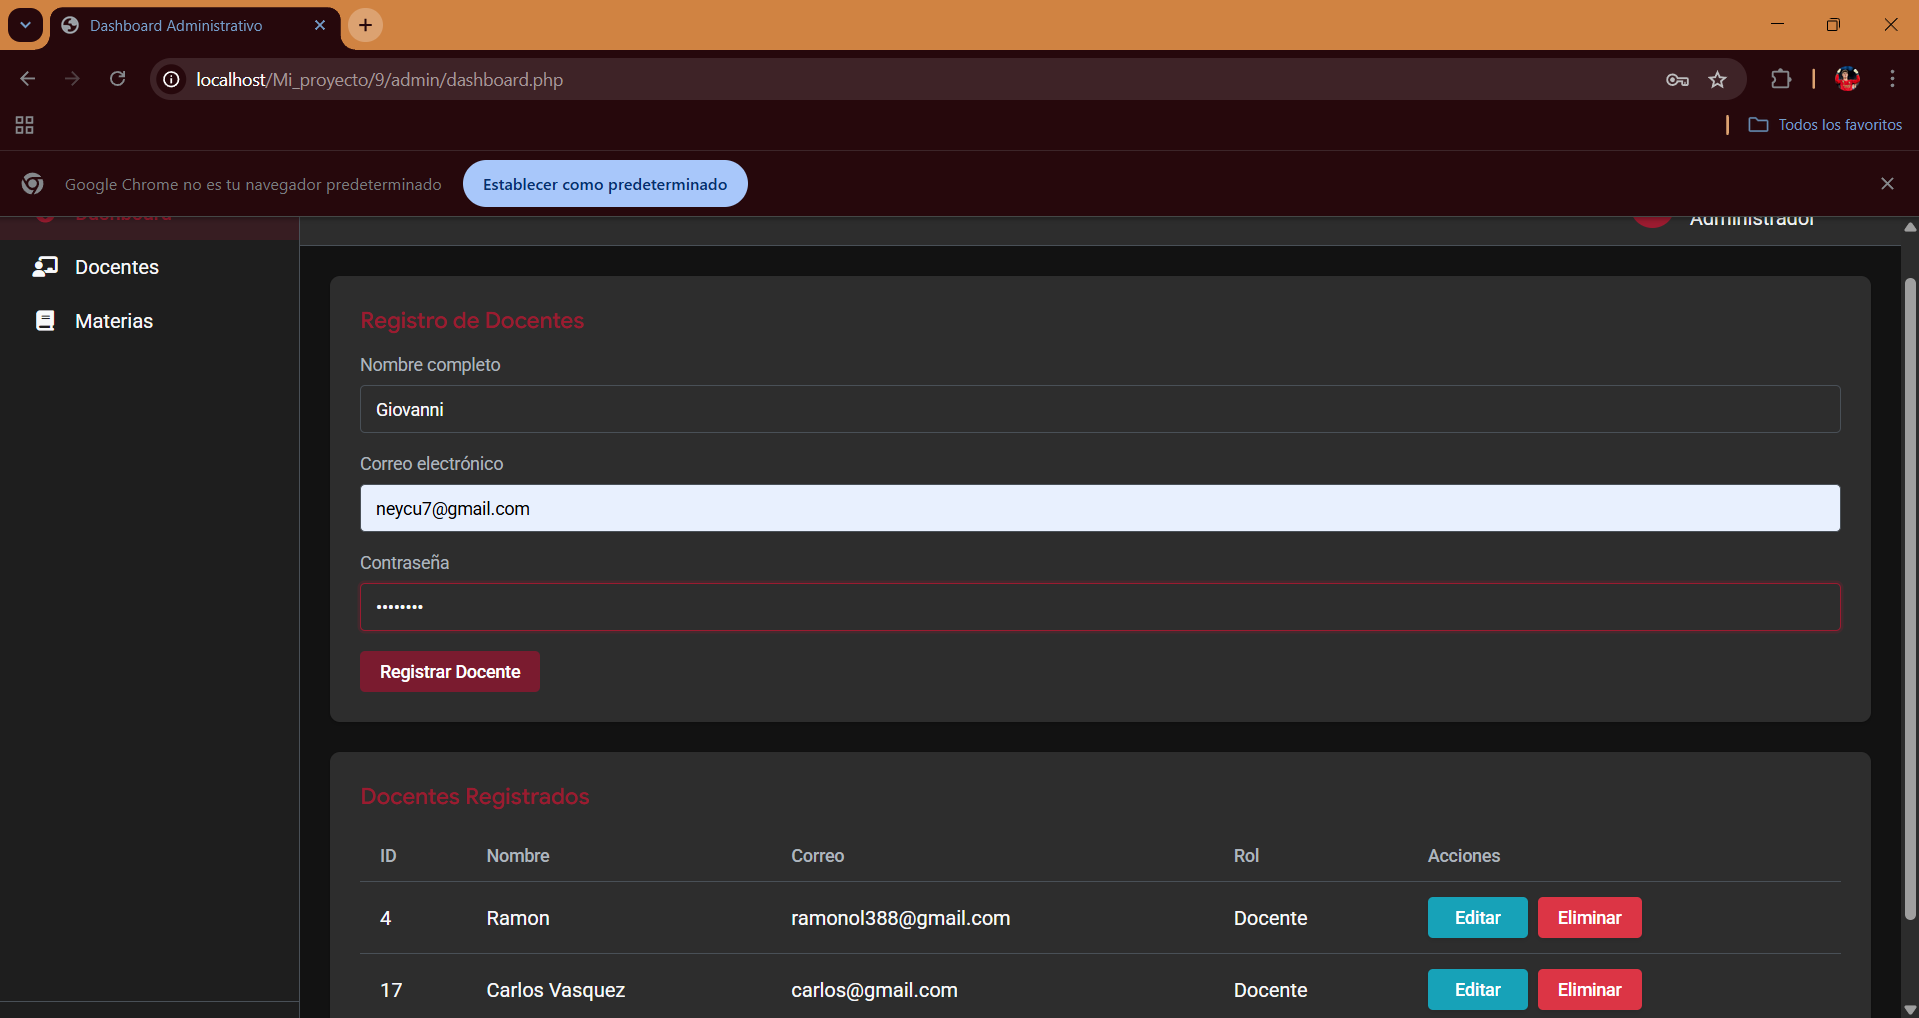 Dashboard Administrativo
localhost/Mi_proyecto/9/admin/dashboard.php
Todos los favoritos
Google Chrome no es tu navegador predeterminado
Establecer como predeterminado
Dashboard
Administrador
Docentes
Materias
Registro de Docentes
Nombre completo
Giovanni
Correo electrónico
neycu7@gmail.com
Contraseña
••••••••
Registrar Docente
Docentes Registrados
ID Nombre Correo Rol Acciones
4 Ramon ramonol388@gmail.com Docente Editar Eliminar
17 Carlos Vasquez carlos@gmail.com Docente Editar Eliminar